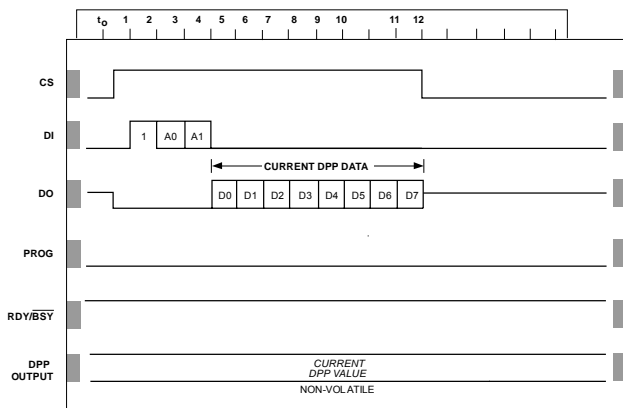 to 1 2 3 4 5 6 7 8 9 10 11 12
CS
DI 1 A0 A1
CURRENT DPP DATA
DO D0 D1 D2 D3 D4 D5 D6 D7
PROG
RDY/BSY
DPP
OUTPUT
CURRENT
DPP VALUE
NON-VOLATILE